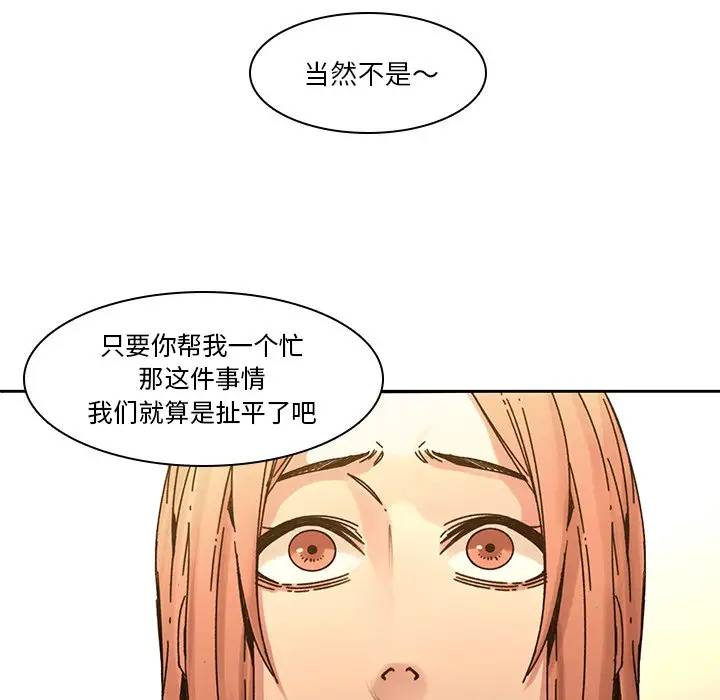 当然不是～
只要你帮我一个忙
那这件事情
我们就算是扯平了吧